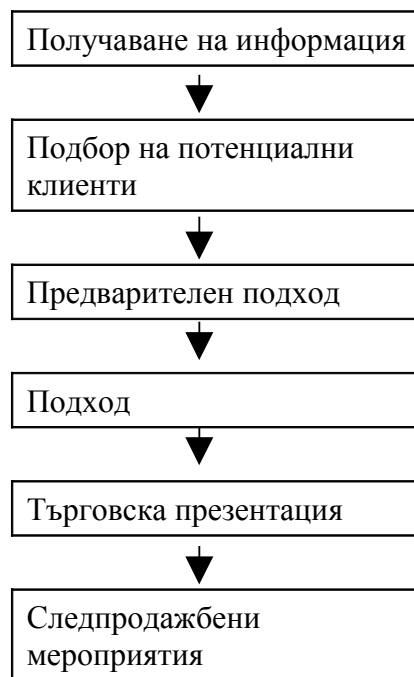 Получаване на информация
Подбор на потенциални
клиенти
Предварителен подход
Подход
Търговска презентация
Следпродажбени
мероприятия